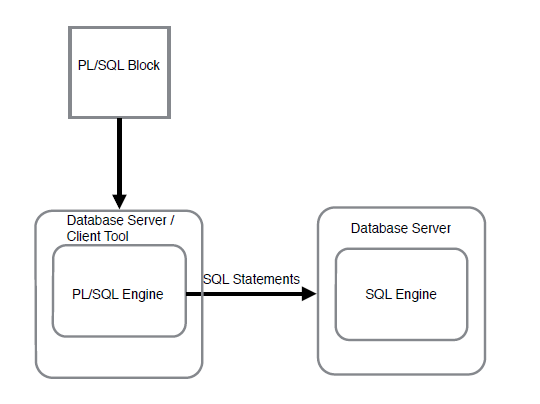 PL/SQL Block
Database Server /
Client Tool
PL/SQL Engine
SQL Statements
Database Server
SQL Engine